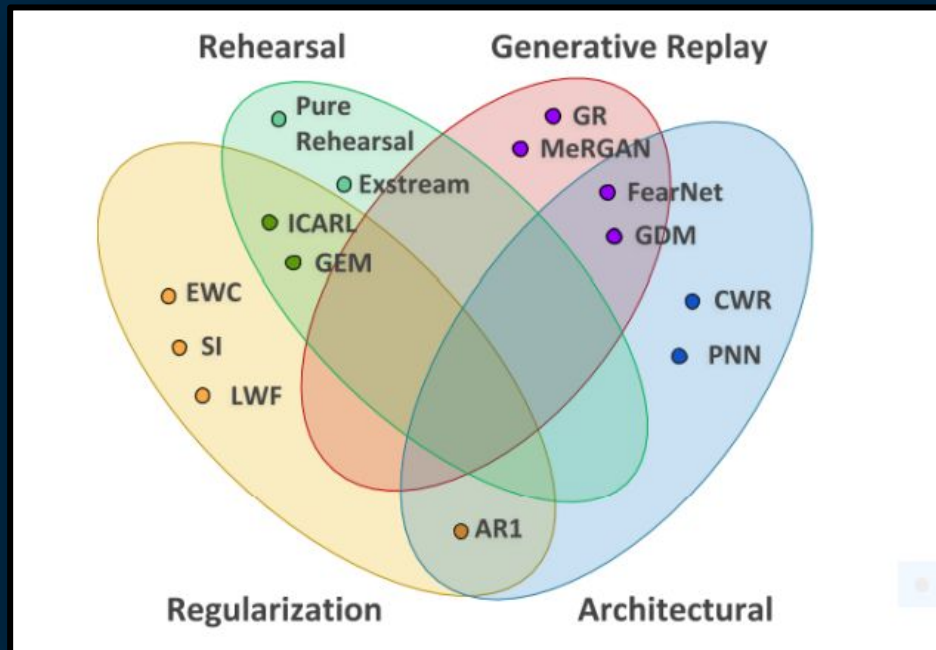 Rehearsal
Generative Replay
Pure
Rehearsal
GR
MeRGAN
Exstream
FearNet
ICARL
GDM
GEM
EWC
CWR
SI
PNN
LWF
AR1
Regularization
Architectural